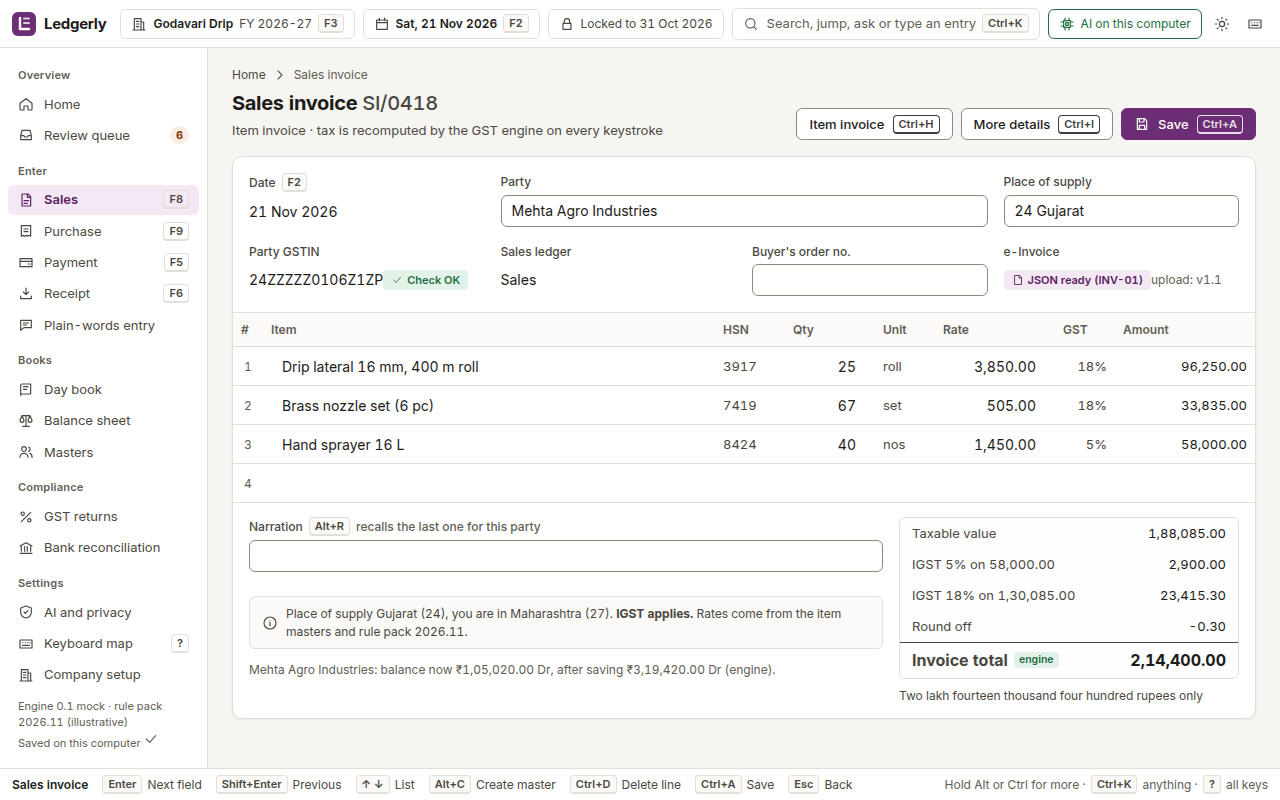 Ledgerly
Godavari Drip FY 2026-27 F3
Sat, 21 Nov 2026 F2
Locked to 31 Oct 2026
Search, jump, ask or type an entry Ctrl+K
AI on this computer
Overview
Home
Review queue 6
Enter
Sales F8
Purchase F9
Payment F5
Receipt F6
Plain-words entry
Books
Day book
Balance sheet
Masters
Compliance
GST returns
Bank reconciliation
Settings
AI and privacy
Keyboard map ?
Company setup
Engine 0.1 mock · rule pack
2026.11 (illustrative)
Saved on this computer
Home Sales invoice
Sales invoice SI/0418
Item invoice · tax is recomputed by the GST engine on every keystroke
Item invoice Ctrl+H
More details Ctrl+I
Save Ctrl+A
Date F2
21 Nov 2026
Party
Mehta Agro Industries
Place of supply
24 Gujarat
Party GSTIN
24ZZZZZ0106Z1ZP Check OK
Sales ledger
Sales
Buyer's order no.
e-Invoice
JSON ready (INV-01) upload: v1.1
# Item HSN Qty Unit Rate GST Amount
1 Drip lateral 16 mm, 400 m roll 3917 25 roll 3,850.00 18% 96,250.00
2 Brass nozzle set (6 pc) 7419 67 set 505.00 18% 33,835.00
3 Hand sprayer 16 L 8424 40 nos 1,450.00 5% 58,000.00
4
Narration Alt+R recalls the last one for this party
Place of supply Gujarat (24), you are in Maharashtra (27). IGST applies. Rates come from the item
masters and rule pack 2026.11.
Mehta Agro Industries: balance now ₹1,05,020.00 Dr, after saving ₹3,19,420.00 Dr (engine).
Taxable value 1,88,085.00
IGST 5% on 58,000.00 2,900.00
IGST 18% on 1,30,085.00 23,415.30
Round off -0.30
Invoice total engine 2,14,400.00
Two lakh fourteen thousand four hundred rupees only
Sales invoice Enter Next field Shift+Enter Previous ↑↓ List Alt+C Create master Ctrl+D Delete line Ctrl+A Save Esc Back
Hold Alt or Ctrl for more · Ctrl+K anything · ? all keys